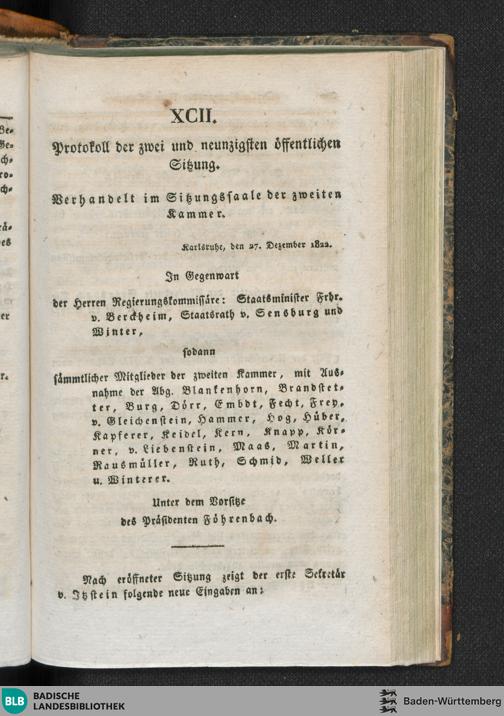 XCII.
Protokoll der zwei und neunzigsten öffentlichen
Sitzung.
Verhandelt im Sitzungssaale der zweiten
Kammer.
Karlsruhe, den 27. Dezember 1822.
In Gegenwart
der Herren Regierungskommissäre: Staatsminister Frhr.
v. Berckheim, Staatsrath v. Sensburg und
Winter,
sodann
sämmtlicher Mitglieder der zweiten Kammer, mit Aus-
nahme der Abg. Blankenhorn, Brandstet-
ter, Burg, Dörr, Embdt, Fecht, Frey,
v. Gleichenstein, Hammer, Hog, Hüber,
Kapferer, Keidel, Kern, Knapp, Kör-
ner, v. Liebenstein, Maas, Martin,
Rausmüller, Ruth, Schmid, Weller
u. Winterer.
Unter dem Vorsitze
des Präsidenten Föhrenbach.
Nach eröffneter Sitzung zeigt der erste Sekretär
v. Itzstein folgende neue Eingaben an:
BLB BADISCHE
LANDESBIBLIOTHEK
Baden-Württemberg